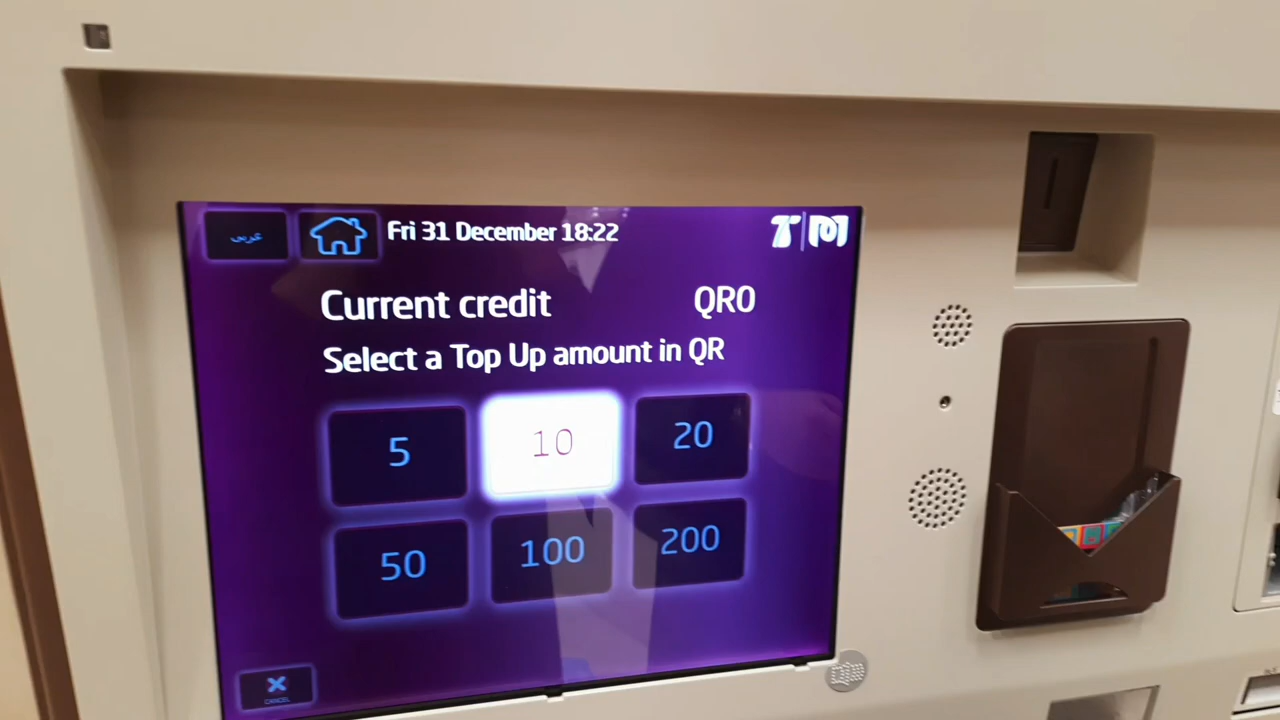 عربي
Fri 31 December 18:22
Current credit QR0
Select a Top Up amount in QR
5 10 20
50 100 200
CANCEL